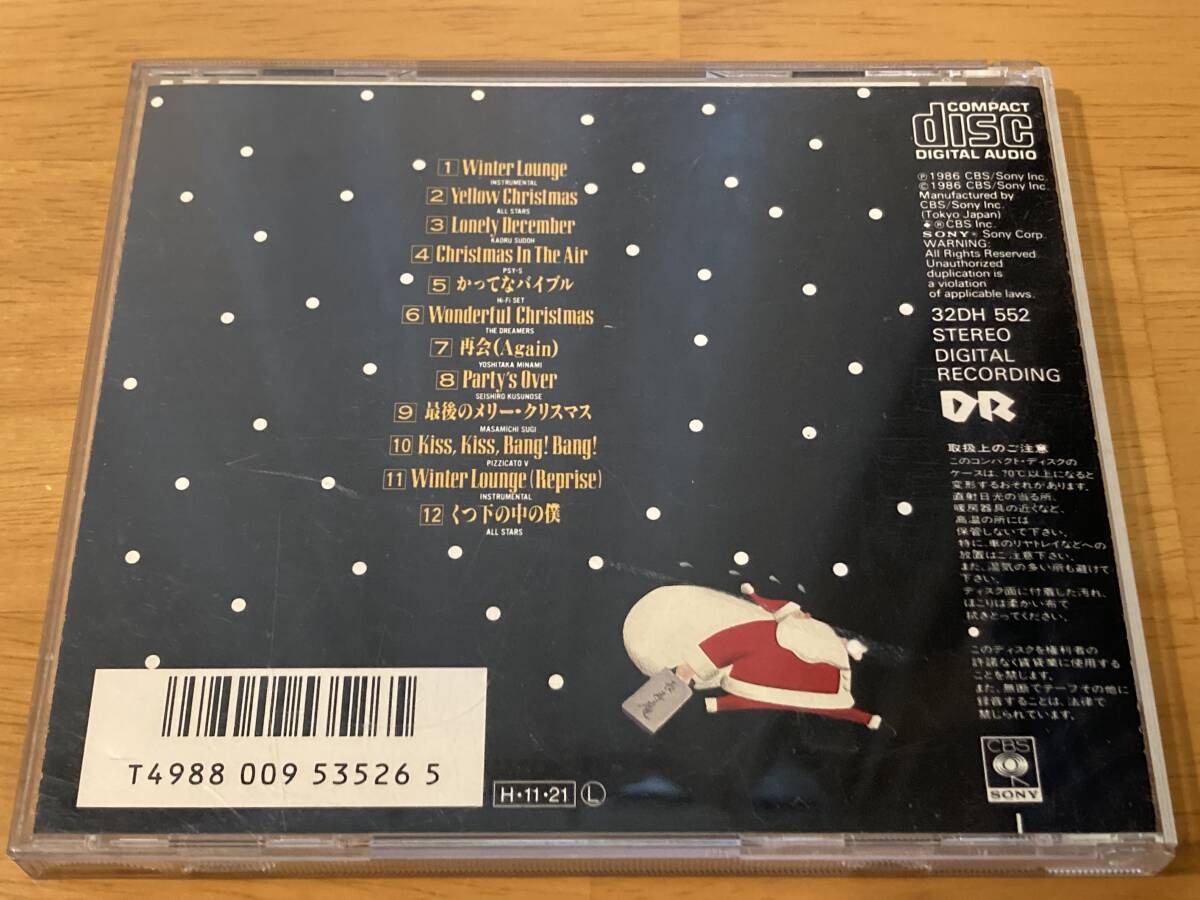 1 Winter Lounge
INSTRUMENTAL
2 Yellow Christmas
ALL STARS
3 Lonely December
KAORU SUDOH
4 Christmas In The Air
PSY·S
5 かってなバイブル
Hi-Fi SET
6 Wonderful Christmas
THE DREAMERS
7 再会(Again)
YOSHITAKA MINAMI
8 Party's Over
SEISHIRO KUSUNOSE
9 最後のメリー・クリスマス
MASAMICHI SUGI
10 Kiss, Kiss, Bang! Bang!
PIZZICATO V
11 Winter Lounge (Reprise)
INSTRUMENTAL
12 くつ下の中の僕
ALL STARS
COMPACT
disc
DIGITAL AUDIO
℗1986 CBS/Sony Inc.
©1986 CBS/Sony Inc.
Manufactured by
CBS/Sony Inc.
(Tokyo Japan)
® CBS Inc.
SONY® Sony Corp.
WARNING:
All Rights Reserved
Unauthorized
duplication is
a violation
of applicable laws.
32DH 552
STEREO
DIGITAL
RECORDING
DR
取扱上のご注意
このコンパクト・ディスクの
ケースは、70℃以上になると
変形するおそれがあります。
直射日光の当る所、
暖房器具の近くなど、
高温の所には
保管しないで下さい。
特に、車のリヤトレイなどへの
放置はご注意下さい。
また、湿気の多い所も避けて
下さい。
ディスク面に付着した汚れ、
ほこりは柔かい布で
拭きとってください。
このディスクを権利者の
許諾なく賃貸業に使用する
ことを禁じます。
また、無断でテープその他に
録音することは、法律で
禁じられています。
CBS
SONY
T4988 009 53526 5
H・11・21 Ⓛ